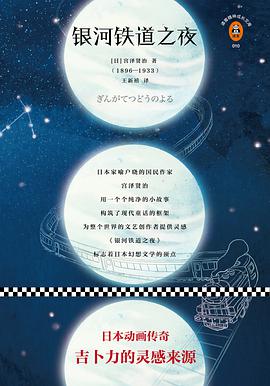 银河铁道之夜
[日]宫泽贤治 著
(1896—1933)
王新禧 译
ぎんがてつどうのよる
010
日本家喻户晓的国民作家
宫泽贤治
用一个个纯净的小故事
构筑了现代童话的框架
为整个世界的文艺创作者提供灵感
《银河铁道之夜》
标志着日本幻想文学的顶点
日本动画传奇
吉卜力的灵感来源